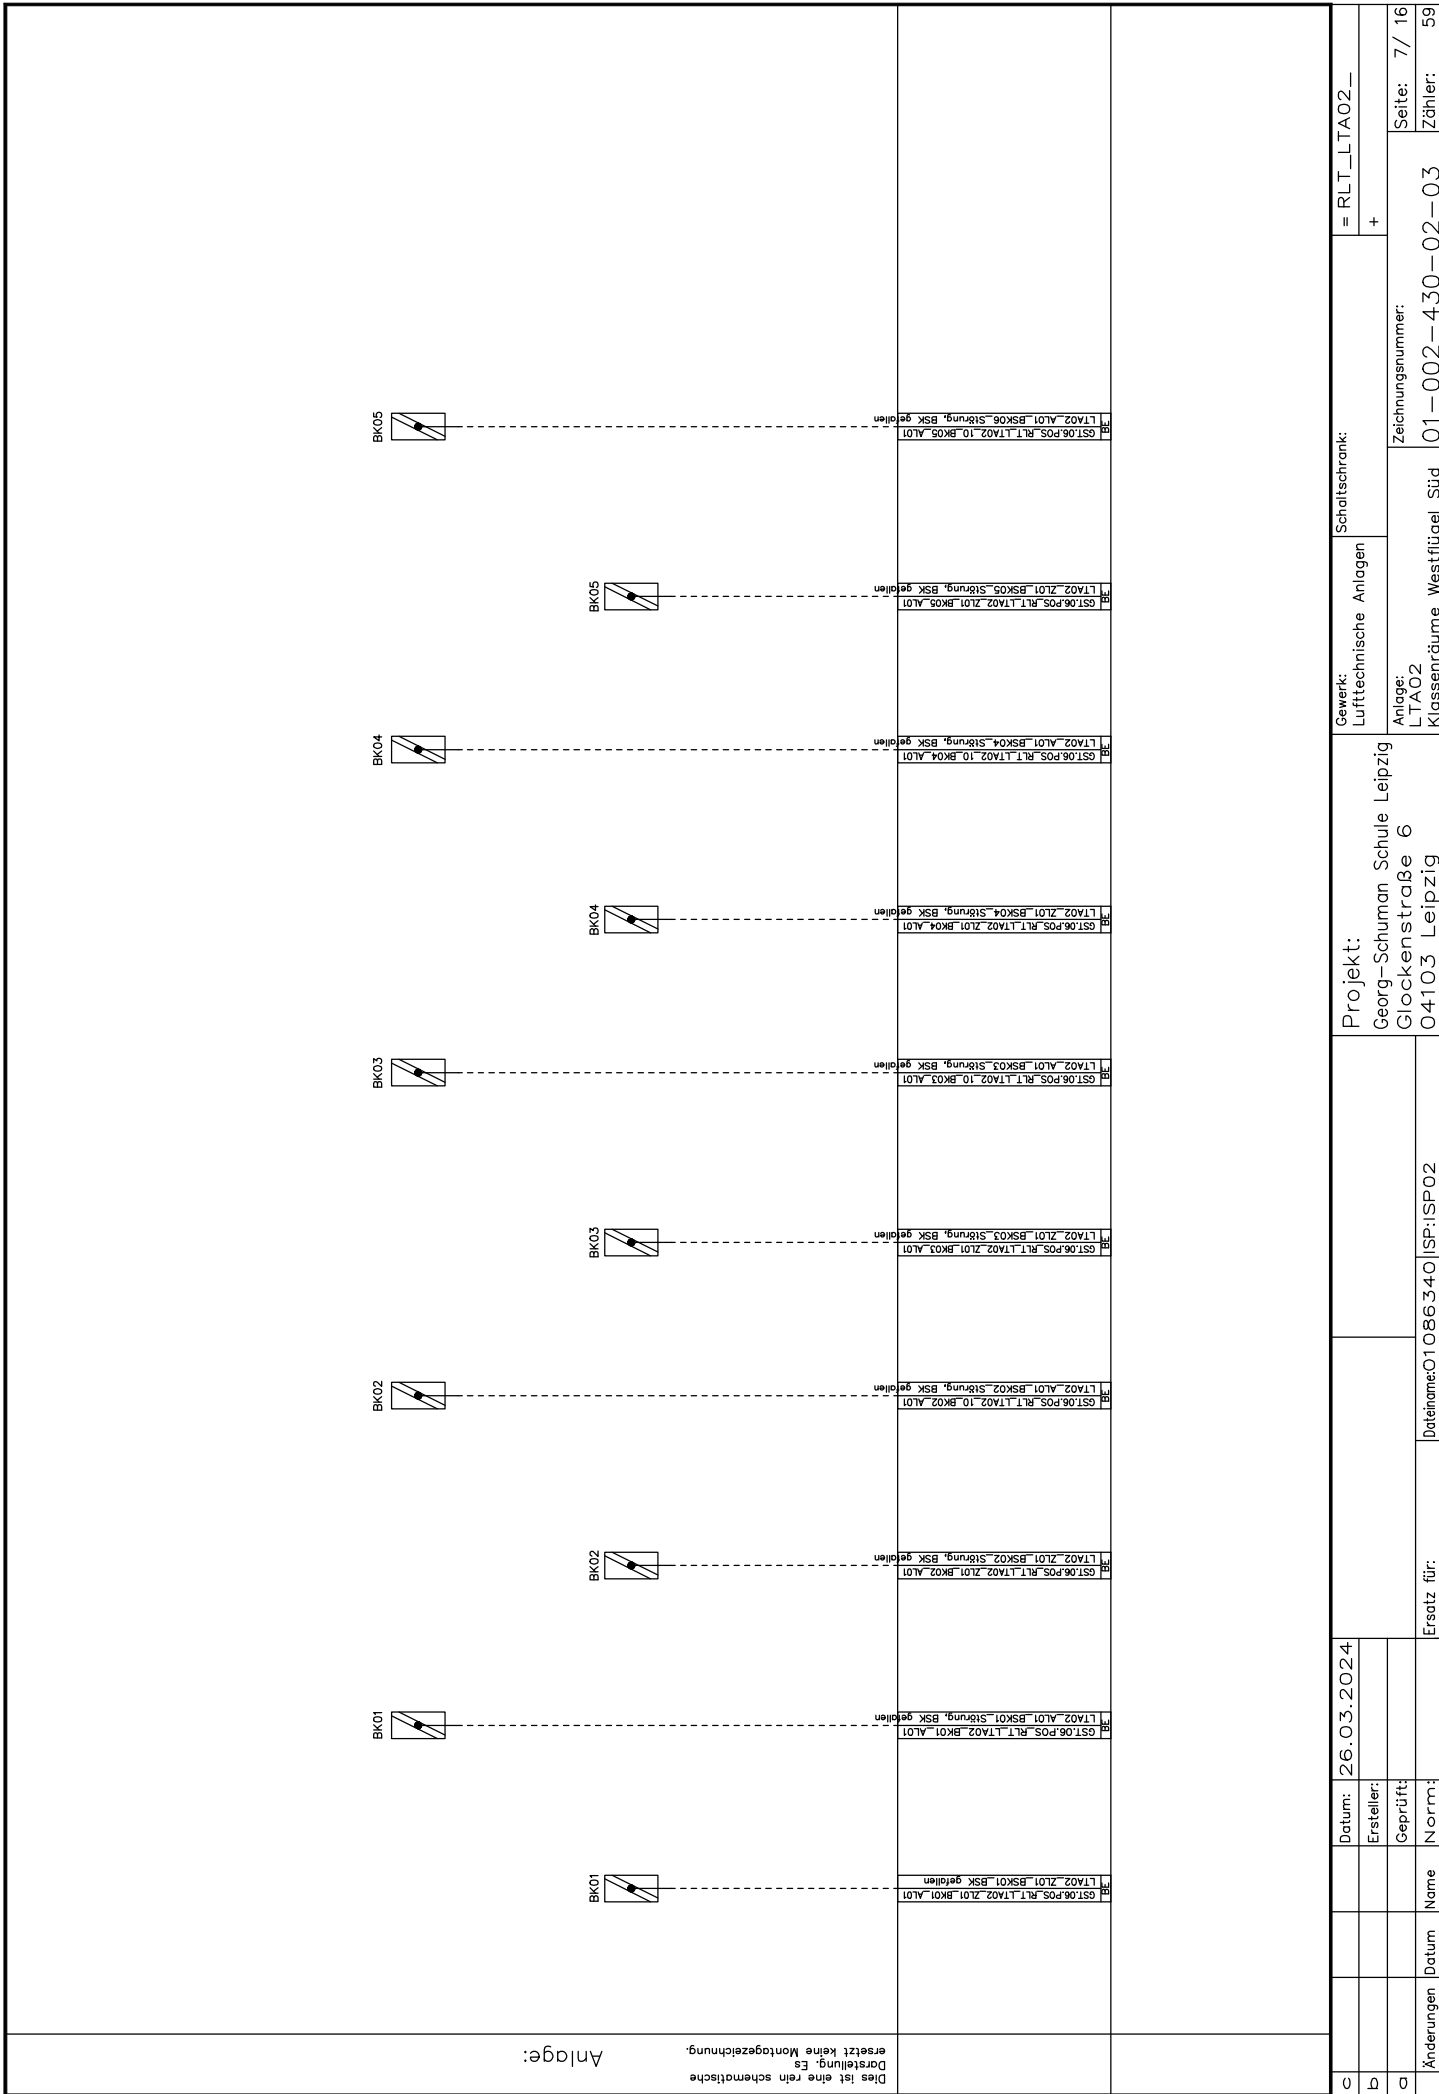 Anlage:
Dies ist eine rein schematische
Darstellung. Es
ersetzt keine Montagezeichnung.
BK01
GST.06.POS_RLT_LTA02_ZL01_BK01_AL01
LTA02_ZL01_BSK01_BSK gefallen
BE
BK01
GST.06.POS_RLT_LTA02_BK01_AL01
LTA02_AL01_BSK01_Störung, BSK gefallen
BE
BK02
GST.06.POS_RLT_LTA02_ZL01_BK02_AL01
LTA02_ZL01_BSK02_Störung, BSK gefallen
BE
BK02
GST.06.POS_RLT_LTA02_10_BK02_AL01
LTA02_AL01_BSK02_Störung, BSK gefallen
BE
BK03
GST.06.POS_RLT_LTA02_ZL01_BK03_AL01
LTA02_ZL01_BSK03_Störung, BSK gefallen
BE
BK03
GST.06.POS_RLT_LTA02_10_BK03_AL01
LTA02_AL01_BSK03_Störung, BSK gefallen
BE
BK04
GST.06.POS_RLT_LTA02_ZL01_BK04_AL01
LTA02_ZL01_BSK04_Störung, BSK gefallen
BE
BK04
GST.06.POS_RLT_LTA02_10_BK04_AL01
LTA02_AL01_BSK04_Störung, BSK gefallen
BE
BK05
GST.06.POS_RLT_LTA02_ZL01_BK05_AL01
LTA02_ZL01_BSK05_Störung, BSK gefallen
BE
BK05
GST.06.POS_RLT_LTA02_10_BK05_AL01
LTA02_AL01_BSK06_Störung, BSK gefallen
BE
c
b
a
Änderungen Datum Name
Datum: 26.03.2024
Ersteller:
Geprüft:
Norm:
Ersatz für:
Dateiname:01086340 ISP:ISP02
Projekt:
Georg-Schuman Schule Leipzig
Glockenstraße 6
04103 Leipzig
Gewerk:
Lufttechnische Anlagen
Schaltschrank:
= RLT_LTA02_
+
Anlage:
LTA02
Klassenräume Westflügel Süd
Zeichnungsnummer:
01-002-430-02-03
Seite: 7/ 16
Zähler: 59